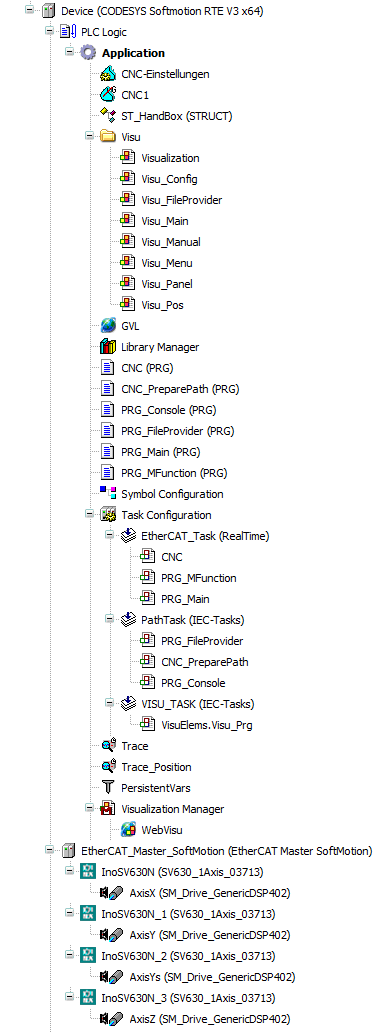 Device (CODESYS Softmotion RTE V3 x64)
PLC Logic
Application
CNC-Einstellungen
CNC1
ST_HandBox (STRUCT)
Visu
Visualization
Visu_Config
Visu_FileProvider
Visu_Main
Visu_Manual
Visu_Menu
Visu_Panel
Visu_Pos
GVL
Library Manager
CNC (PRG)
CNC_PreparePath (PRG)
PRG_Console (PRG)
PRG_FileProvider (PRG)
PRG_Main (PRG)
PRG_MFunction (PRG)
Symbol Configuration
Task Configuration
EtherCAT_Task (RealTime)
CNC
PRG_MFunction
PRG_Main
PathTask (IEC-Tasks)
PRG_FileProvider
CNC_PreparePath
PRG_Console
VISU_TASK (IEC-Tasks)
VisuElems.Visu_Prg
Trace
Trace_Position
PersistentVars
Visualization Manager
WebVisu
EtherCAT_Master_SoftMotion (EtherCAT Master SoftMotion)
InoSV630N (SV630_1Axis_03713)
AxisX (SM_Drive_GenericDSP402)
InoSV630N_1 (SV630_1Axis_03713)
AxisY (SM_Drive_GenericDSP402)
InoSV630N_2 (SV630_1Axis_03713)
AxisYs (SM_Drive_GenericDSP402)
InoSV630N_3 (SV630_1Axis_03713)
AxisZ (SM_Drive_GenericDSP402)